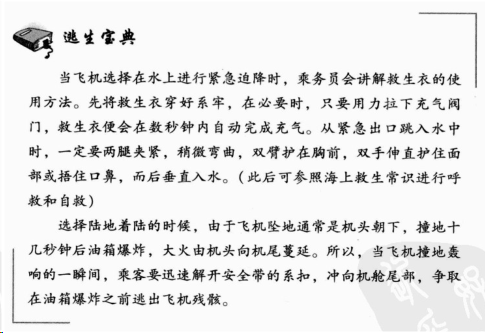 逃生宝典
当飞机选择在水上进行紧急迫降时，乘务员会讲解救生衣的使
用方法。先将救生衣穿好系牢，在必要时，只要用力拉下充气阀
门，救生衣便会在数秒钟内自动完成充气。从紧急出口跳入水中
时，一定要两腿夹紧，稍微弯曲，双臂护在胸前，双手伸直护住面
部或捂住口鼻，而后垂直入水。（此后可参照海上救生常识进行呼
救和自救）
选择陆地着陆的时候，由于飞机坠地通常是机头朝下，撞地十
几秒钟后油箱爆炸，大火由机头向机尾蔓延。所以，当飞机撞地轰
响的一瞬间，乘客要迅速解开安全带的系扣，冲向机舱尾部，争取
在油箱爆炸之前逃出飞机残骸。